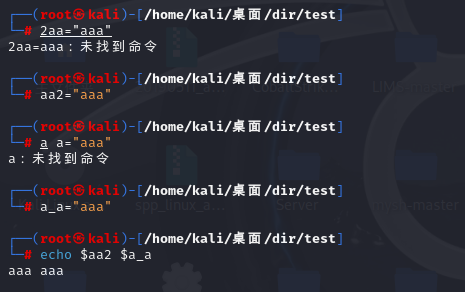 ┌──(root㉿kali)-[/home/kali/桌面/dir/test]
└─# 2aa="aaa"
2aa=aaa：未找到命令
┌──(root㉿kali)-[/home/kali/桌面/dir/test]
└─# aa2="aaa"
┌──(root㉿kali)-[/home/kali/桌面/dir/test]
└─# a a="aaa"
a：未找到命令
┌──(root㉿kali)-[/home/kali/桌面/dir/test]
└─# a_a="aaa"
┌──(root㉿kali)-[/home/kali/桌面/dir/test]
└─# echo $aa2 $a_a
aaa aaa